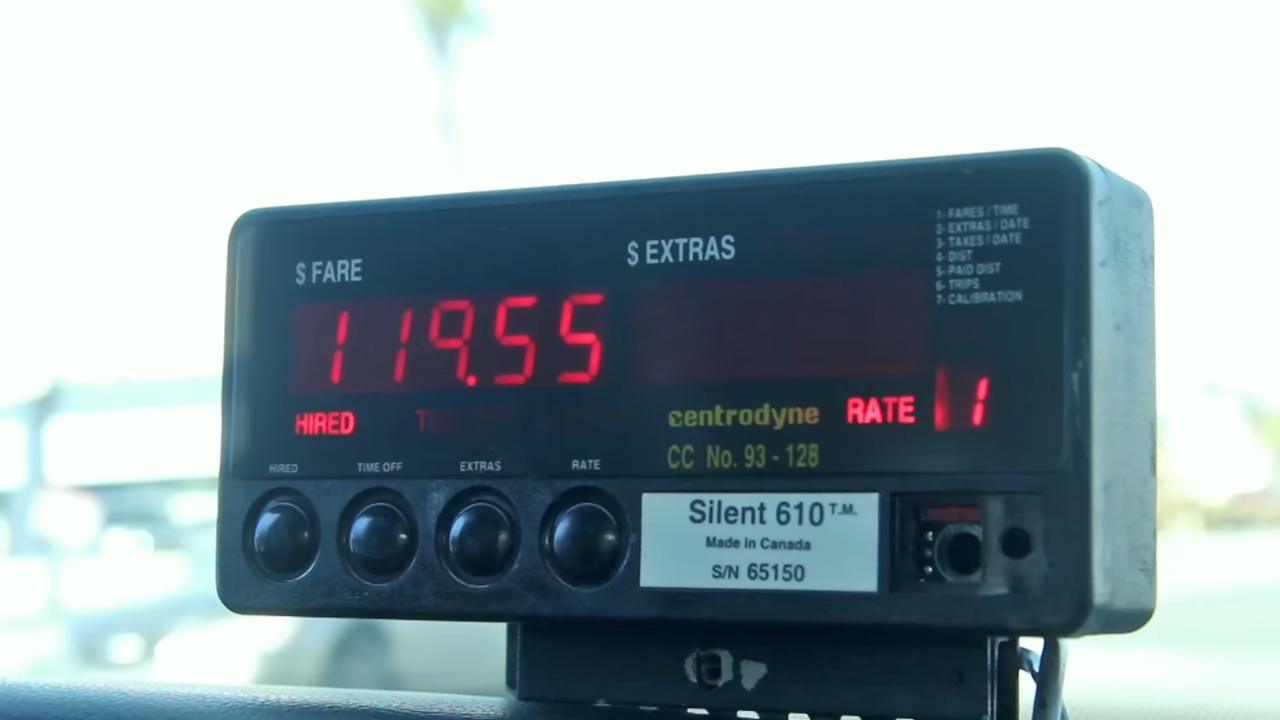 $ FARE
$ EXTRAS
1- FARES / TIME
2- EXTRAS / DATE
3- TAXES / DATE
4- DIST
5- PAID DIST
6- TRIPS
7- CALIBRATION
119.55
HIRED
centrodyne
RATE
1
CC No. 93 - 128
HIRED
TIME OFF
EXTRAS
RATE
Silent 610 T.M.
Made in Canada
S/N 65150